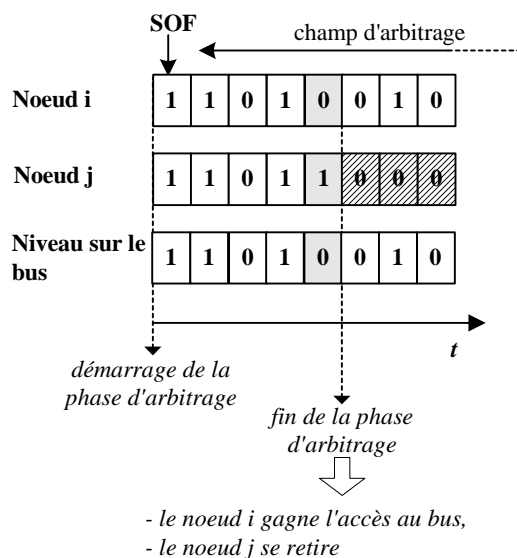 SOF
champ d'arbitrage
Noeud i
1 1 0 1 0 0 1 0
Noeud j
1 1 0 1 1 0 0 0
Niveau sur le
bus
1 1 0 1 0 0 1 0
t
démarrage de la
phase d'arbitrage
fin de la phase
d'arbitrage
- le noeud i gagne l'accès au bus,
- le noeud j se retire